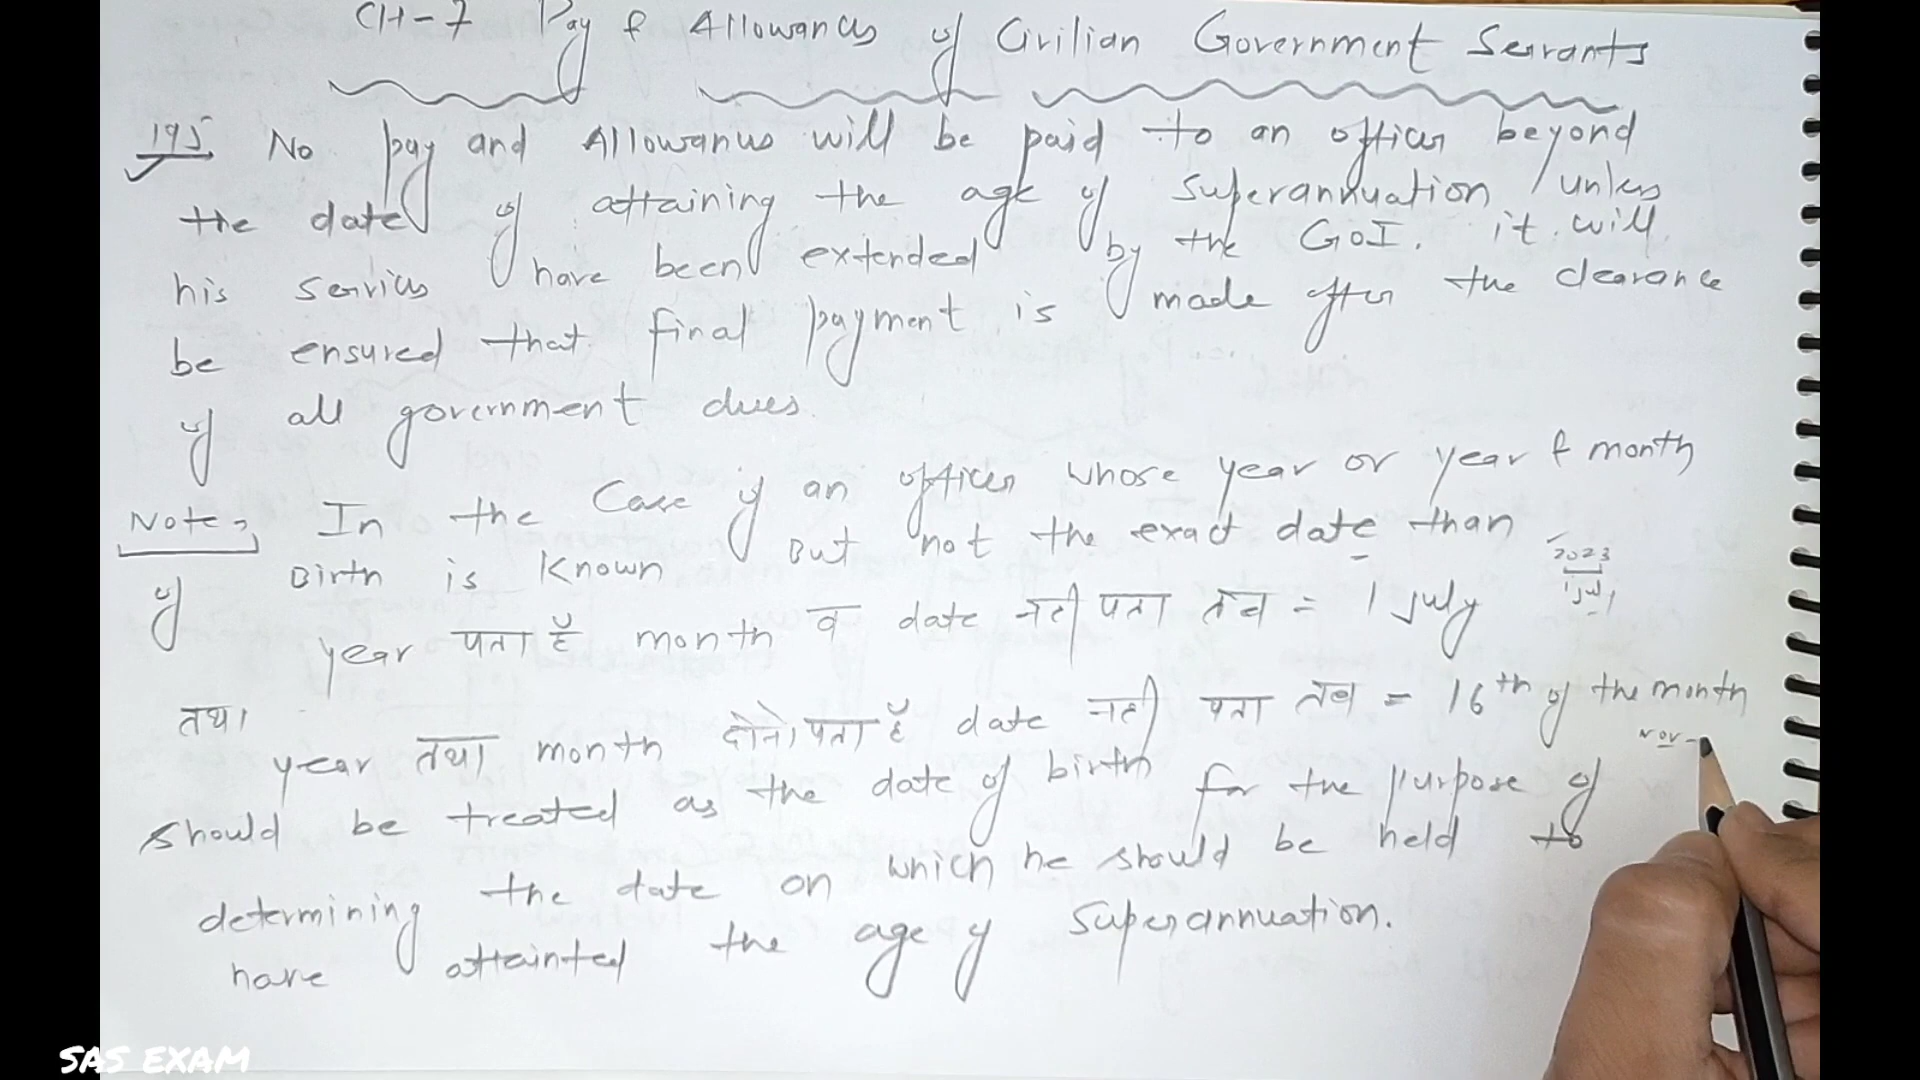 CH-7 Pay & Allowances of Civilian Government Servants
195. No pay and Allowances will be paid to an officer beyond
the date of attaining the age of superannuation / unless
his services have been extended by the GOI. it will
be ensured that final payment is made after the clearance
of all government dues.
Note, In the case of an officer whose year or year & month
of Birth is known But not the exact date than
year पता है month व date नही पता तब = 1 July
2023
1 July
तथा
year तथा month दोनो पता है date नही पता तब = 16th of the month
Nov -
should be treated as the date of birth for the purpose of
determining the date on which he should be held to
have attainted the age of superannuation.
SAS EXAM